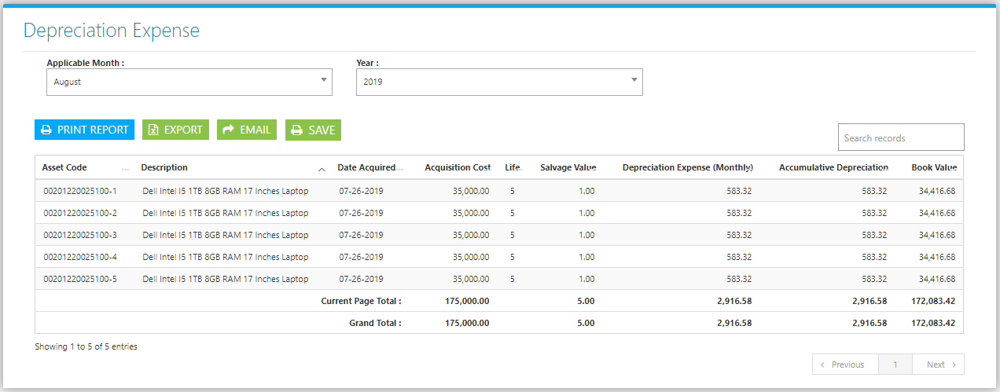 Depreciation Expense
Applicable Month : Year :
August 2019
PRINT REPORT EXPORT EMAIL SAVE
Search records
Asset Code ... Description Date Acquired... Acquisition Cost Life Salvage Value Depreciation Expense (Monthly) Accumulative Depreciation Book Value
00201220025100-1 Dell Intel I5 1TB 8GB RAM 17 Inches Laptop 07-26-2019 35,000.00 5 1.00 583.32 583.32 34,416.68
00201220025100-2 Dell Intel I5 1TB 8GB RAM 17 Inches Laptop 07-26-2019 35,000.00 5 1.00 583.32 583.32 34,416.68
00201220025100-3 Dell Intel I5 1TB 8GB RAM 17 Inches Laptop 07-26-2019 35,000.00 5 1.00 583.32 583.32 34,416.68
00201220025100-4 Dell Intel I5 1TB 8GB RAM 17 Inches Laptop 07-26-2019 35,000.00 5 1.00 583.32 583.32 34,416.68
00201220025100-5 Dell Intel I5 1TB 8GB RAM 17 Inches Laptop 07-26-2019 35,000.00 5 1.00 583.32 583.32 34,416.68
Current Page Total : 175,000.00 5.00 2,916.58 2,916.58 172,083.42
Grand Total : 175,000.00 5.00 2,916.58 2,916.58 172,083.42
Showing 1 to 5 of 5 entries
‹ Previous 1 Next ›